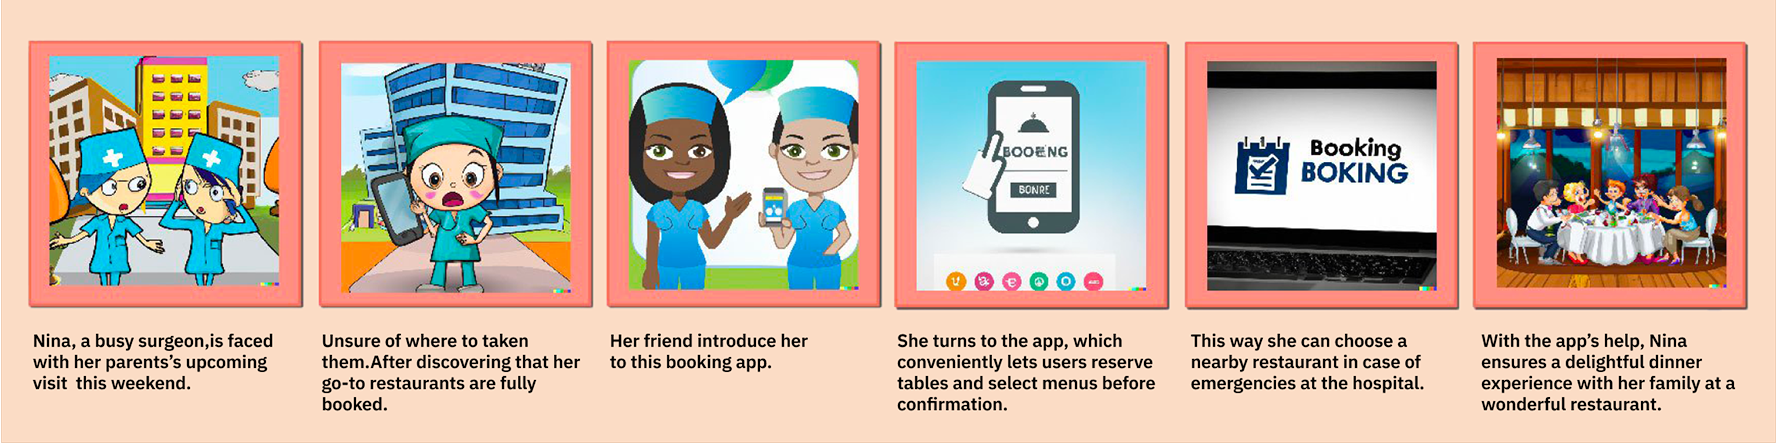 Nina, a busy surgeon,is faced
with her parents's upcoming
visit  this weekend.
Unsure of where to taken
them.After discovering that her
go-to restaurants are fully
booked.
Her friend introduce her
to this booking app.
BOOENG
BONRE
She turns to the app, which
conveniently lets users reserve
tables and select menus before
confirmation.
Booking
BOKING
This way she can choose a
nearby restaurant in case of
emergencies at the hospital.
With the app's help, Nina
ensures a delightful dinner
experience with her family at a
wonderful restaurant.